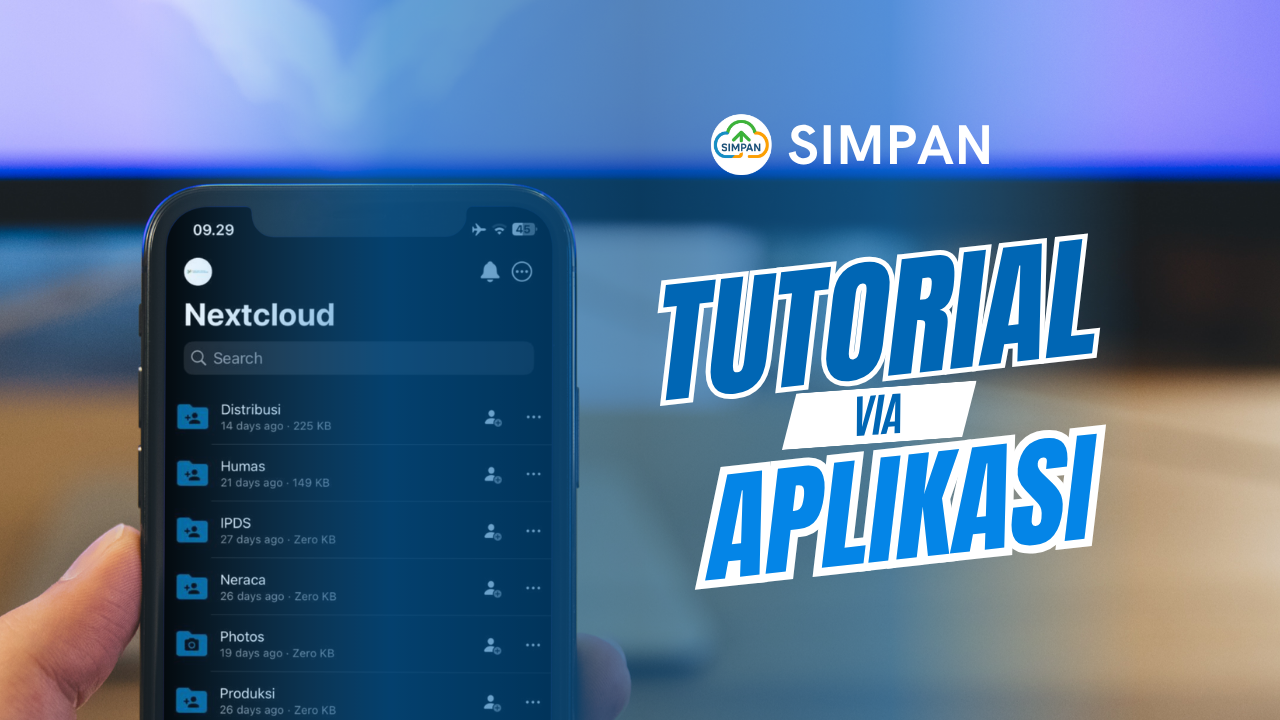 SIMPAN
SIMPAN
TUTORIAL
VIA
APLIKASI
09.29
45
Nextcloud
Search
Distribusi
14 days ago · 225 KB
Humas
21 days ago · 149 KB
IPDS
27 days ago · Zero KB
Neraca
26 days ago · Zero KB
Photos
19 days ago · Zero KB
Produksi
26 days ago · Zero KB